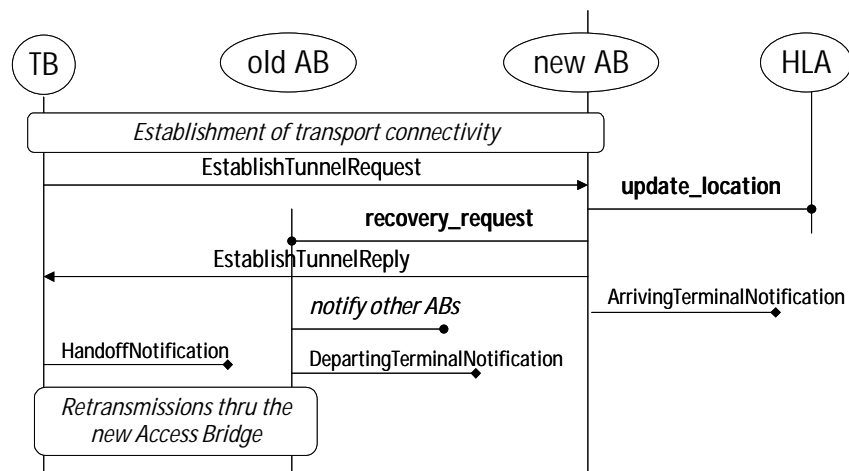 TB
old AB
new AB
HLA
Establishment of transport connectivity
EstablishTunnelRequest
update_location
recovery_request
EstablishTunnelReply
ArrivingTerminalNotification
notify other ABs
HandoffNotification
DepartingTerminalNotification
Retransmissions thru the
new Access Bridge